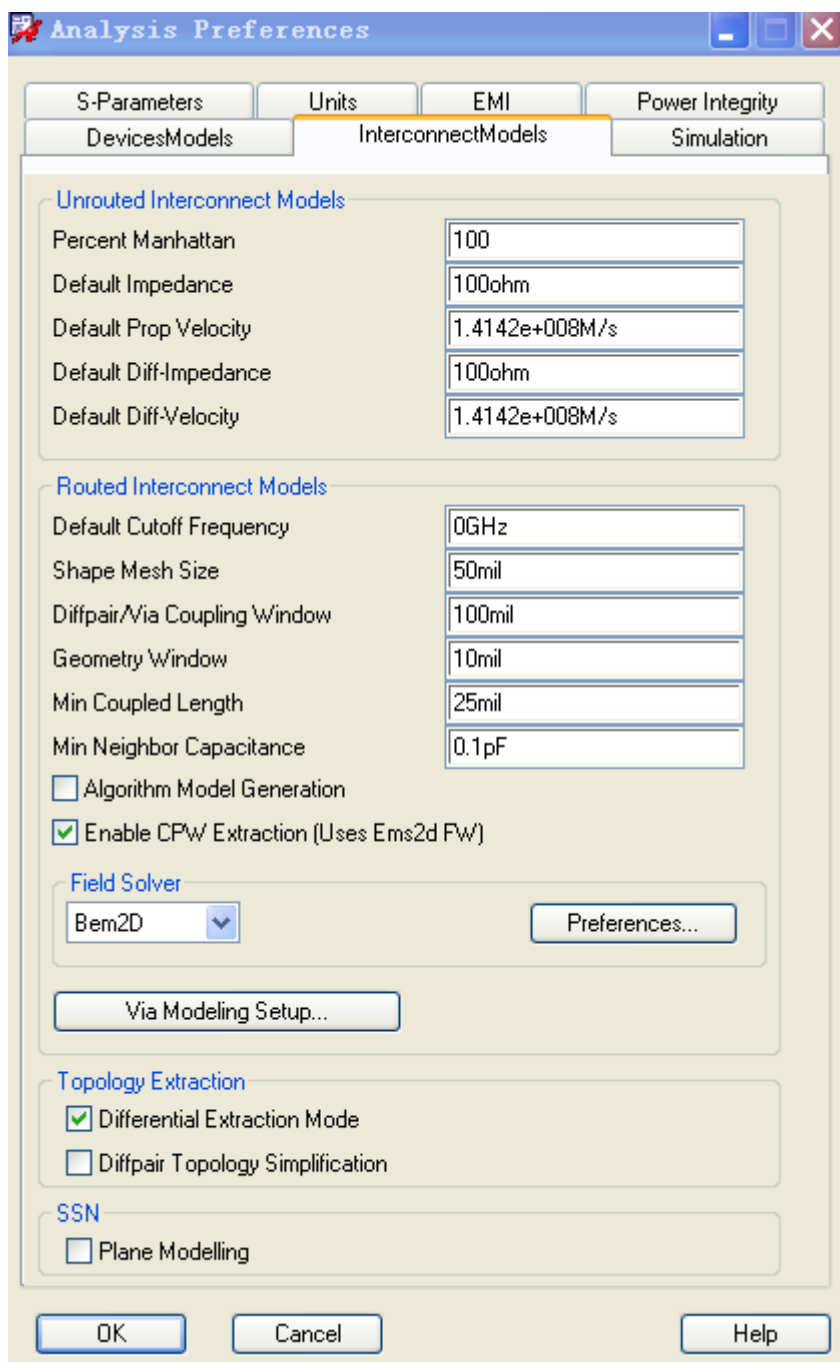 Analysis Preferences
S-Parameters Units EMI Power Integrity
DevicesModels InterconnectModels Simulation
Unrouted Interconnect Models
Percent Manhattan 100
Default Impedance 100ohm
Default Prop Velocity 1.4142e+008M/s
Default Diff-Impedance 100ohm
Default Diff-Velocity 1.4142e+008M/s
Routed Interconnect Models
Default Cutoff Frequency 0GHz
Shape Mesh Size 50mil
Diffpair/Via Coupling Window 100mil
Geometry Window 10mil
Min Coupled Length 25mil
Min Neighbor Capacitance 0.1pF
Algorithm Model Generation
Enable CPW Extraction (Uses Ems2d FW)
Field Solver
Bem2D Preferences...
Via Modeling Setup...
Topology Extraction
Differential Extraction Mode
Diffpair Topology Simplification
SSN
Plane Modelling
OK Cancel Help